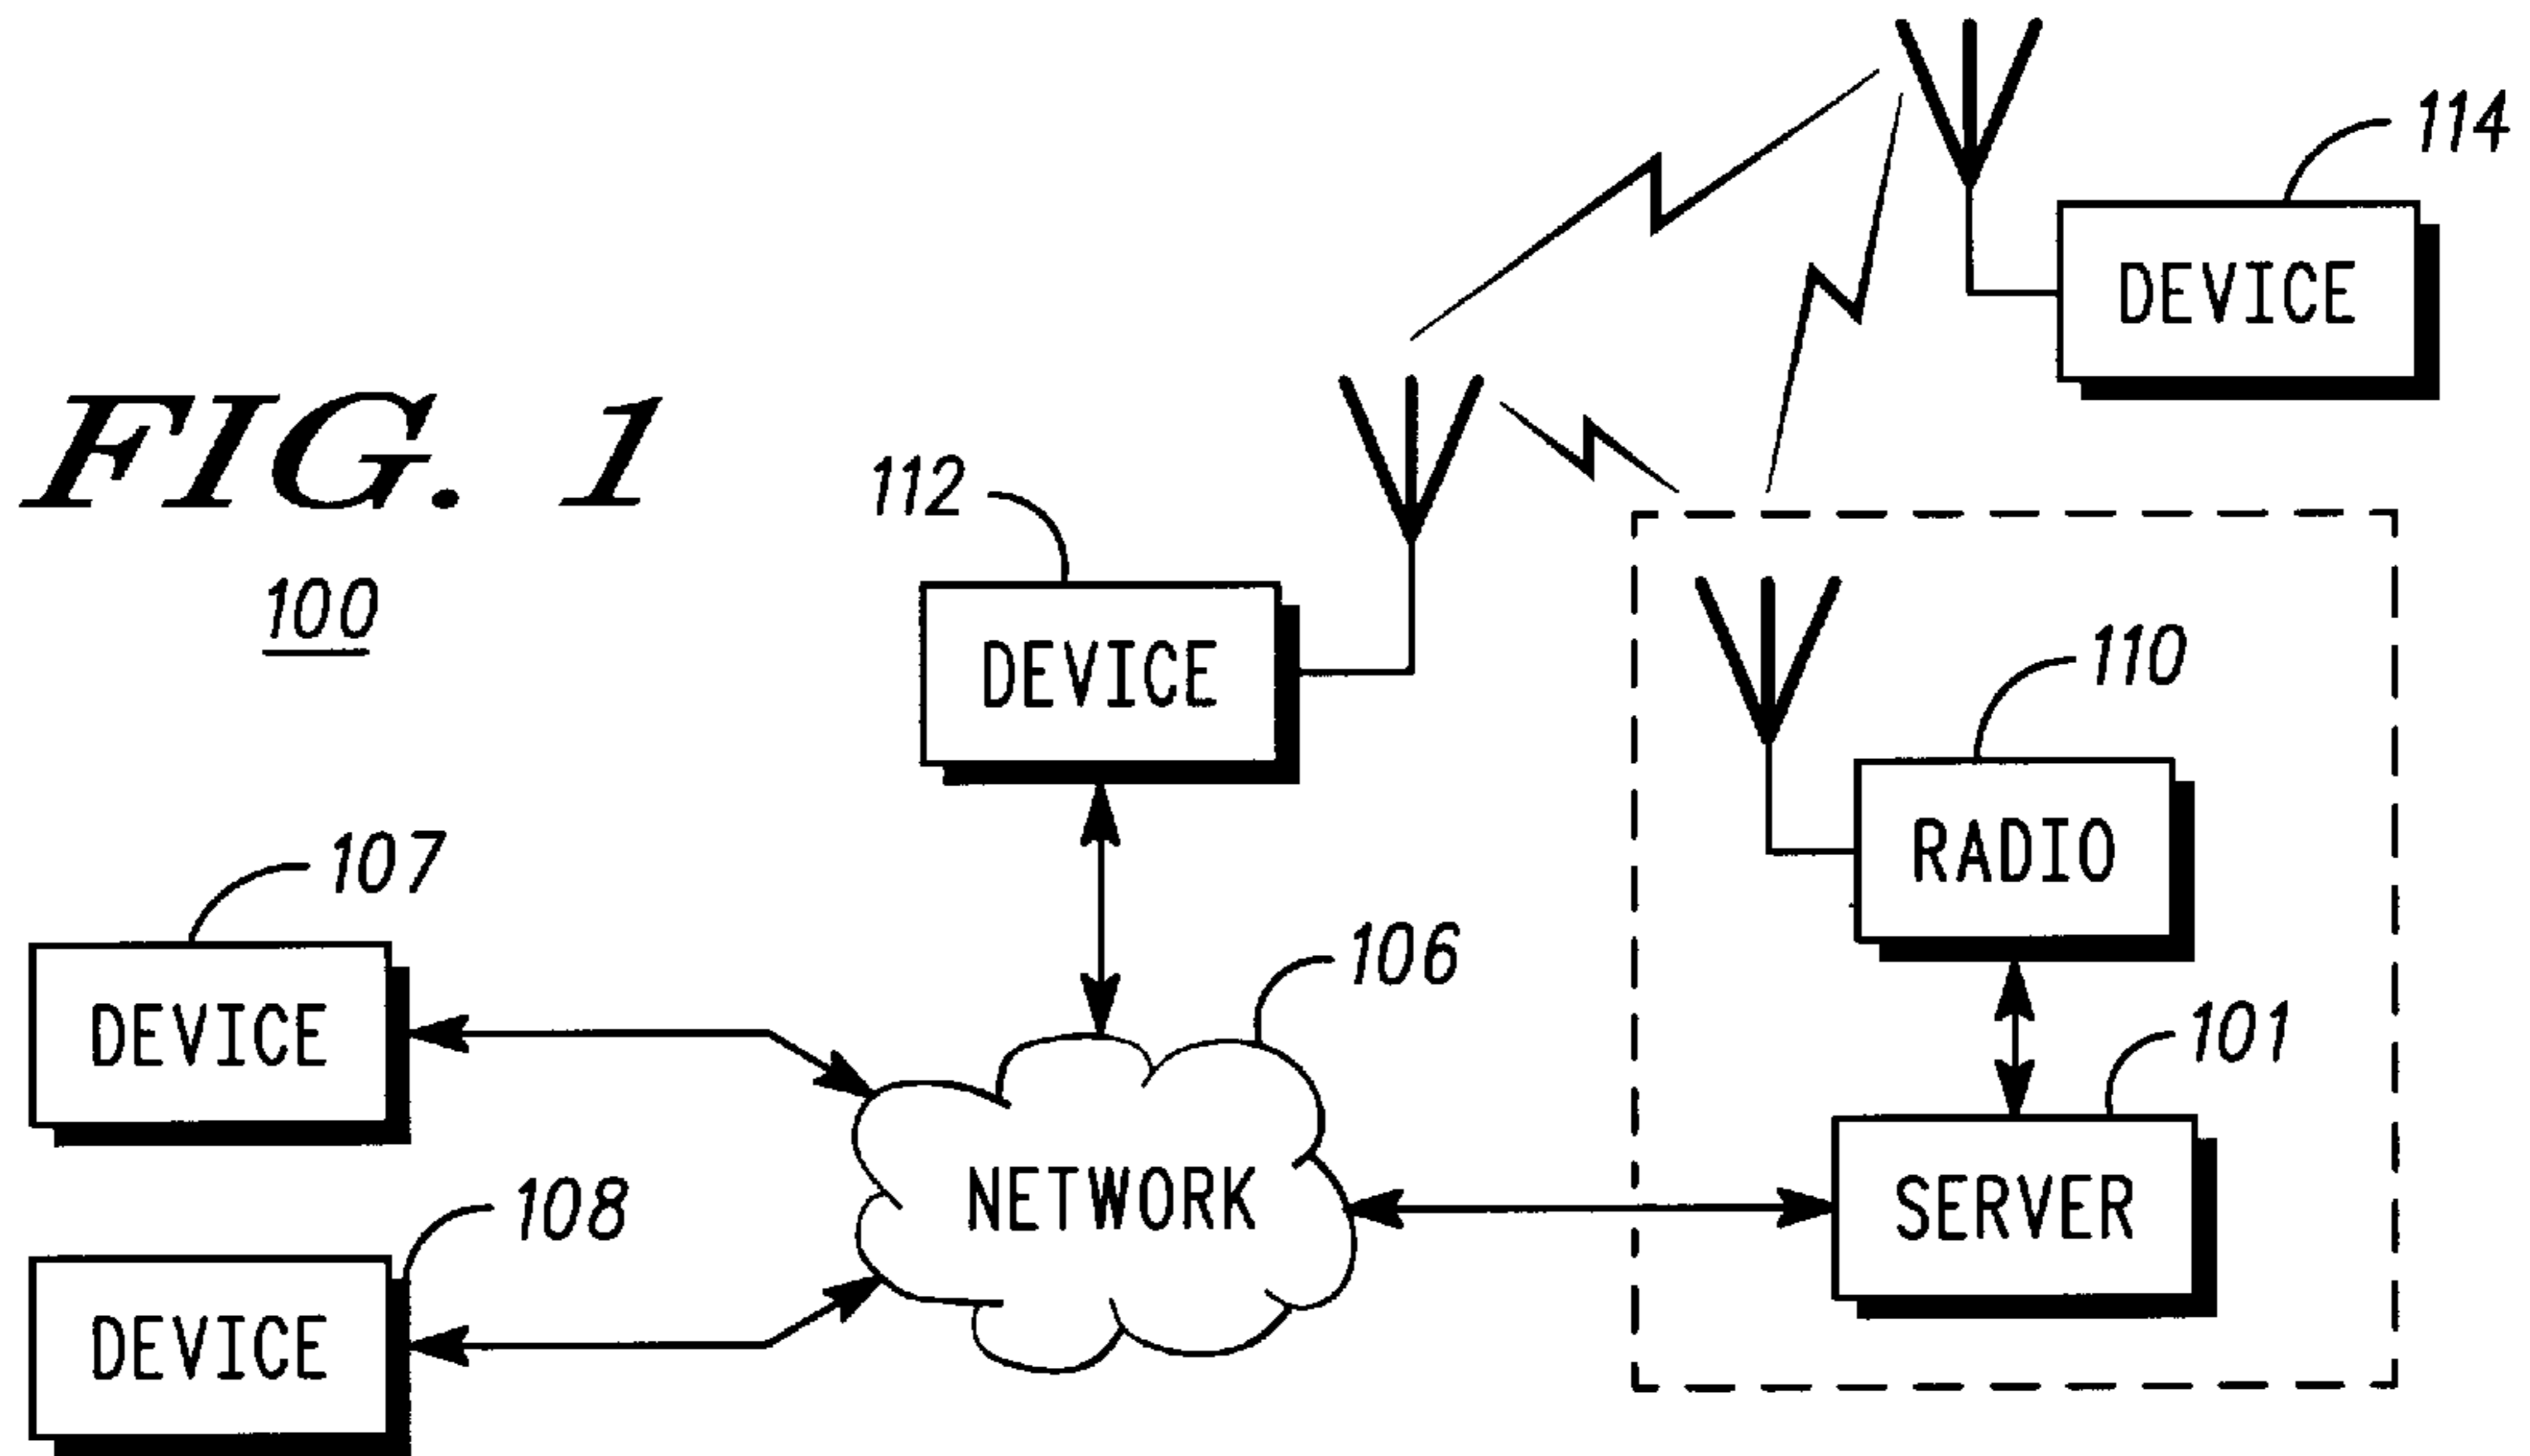 114
DEVICE
FIG. 1
100
112
DEVICE
110
RADIO
107
DEVICE
106
NETWORK
101
SERVER
108
DEVICE